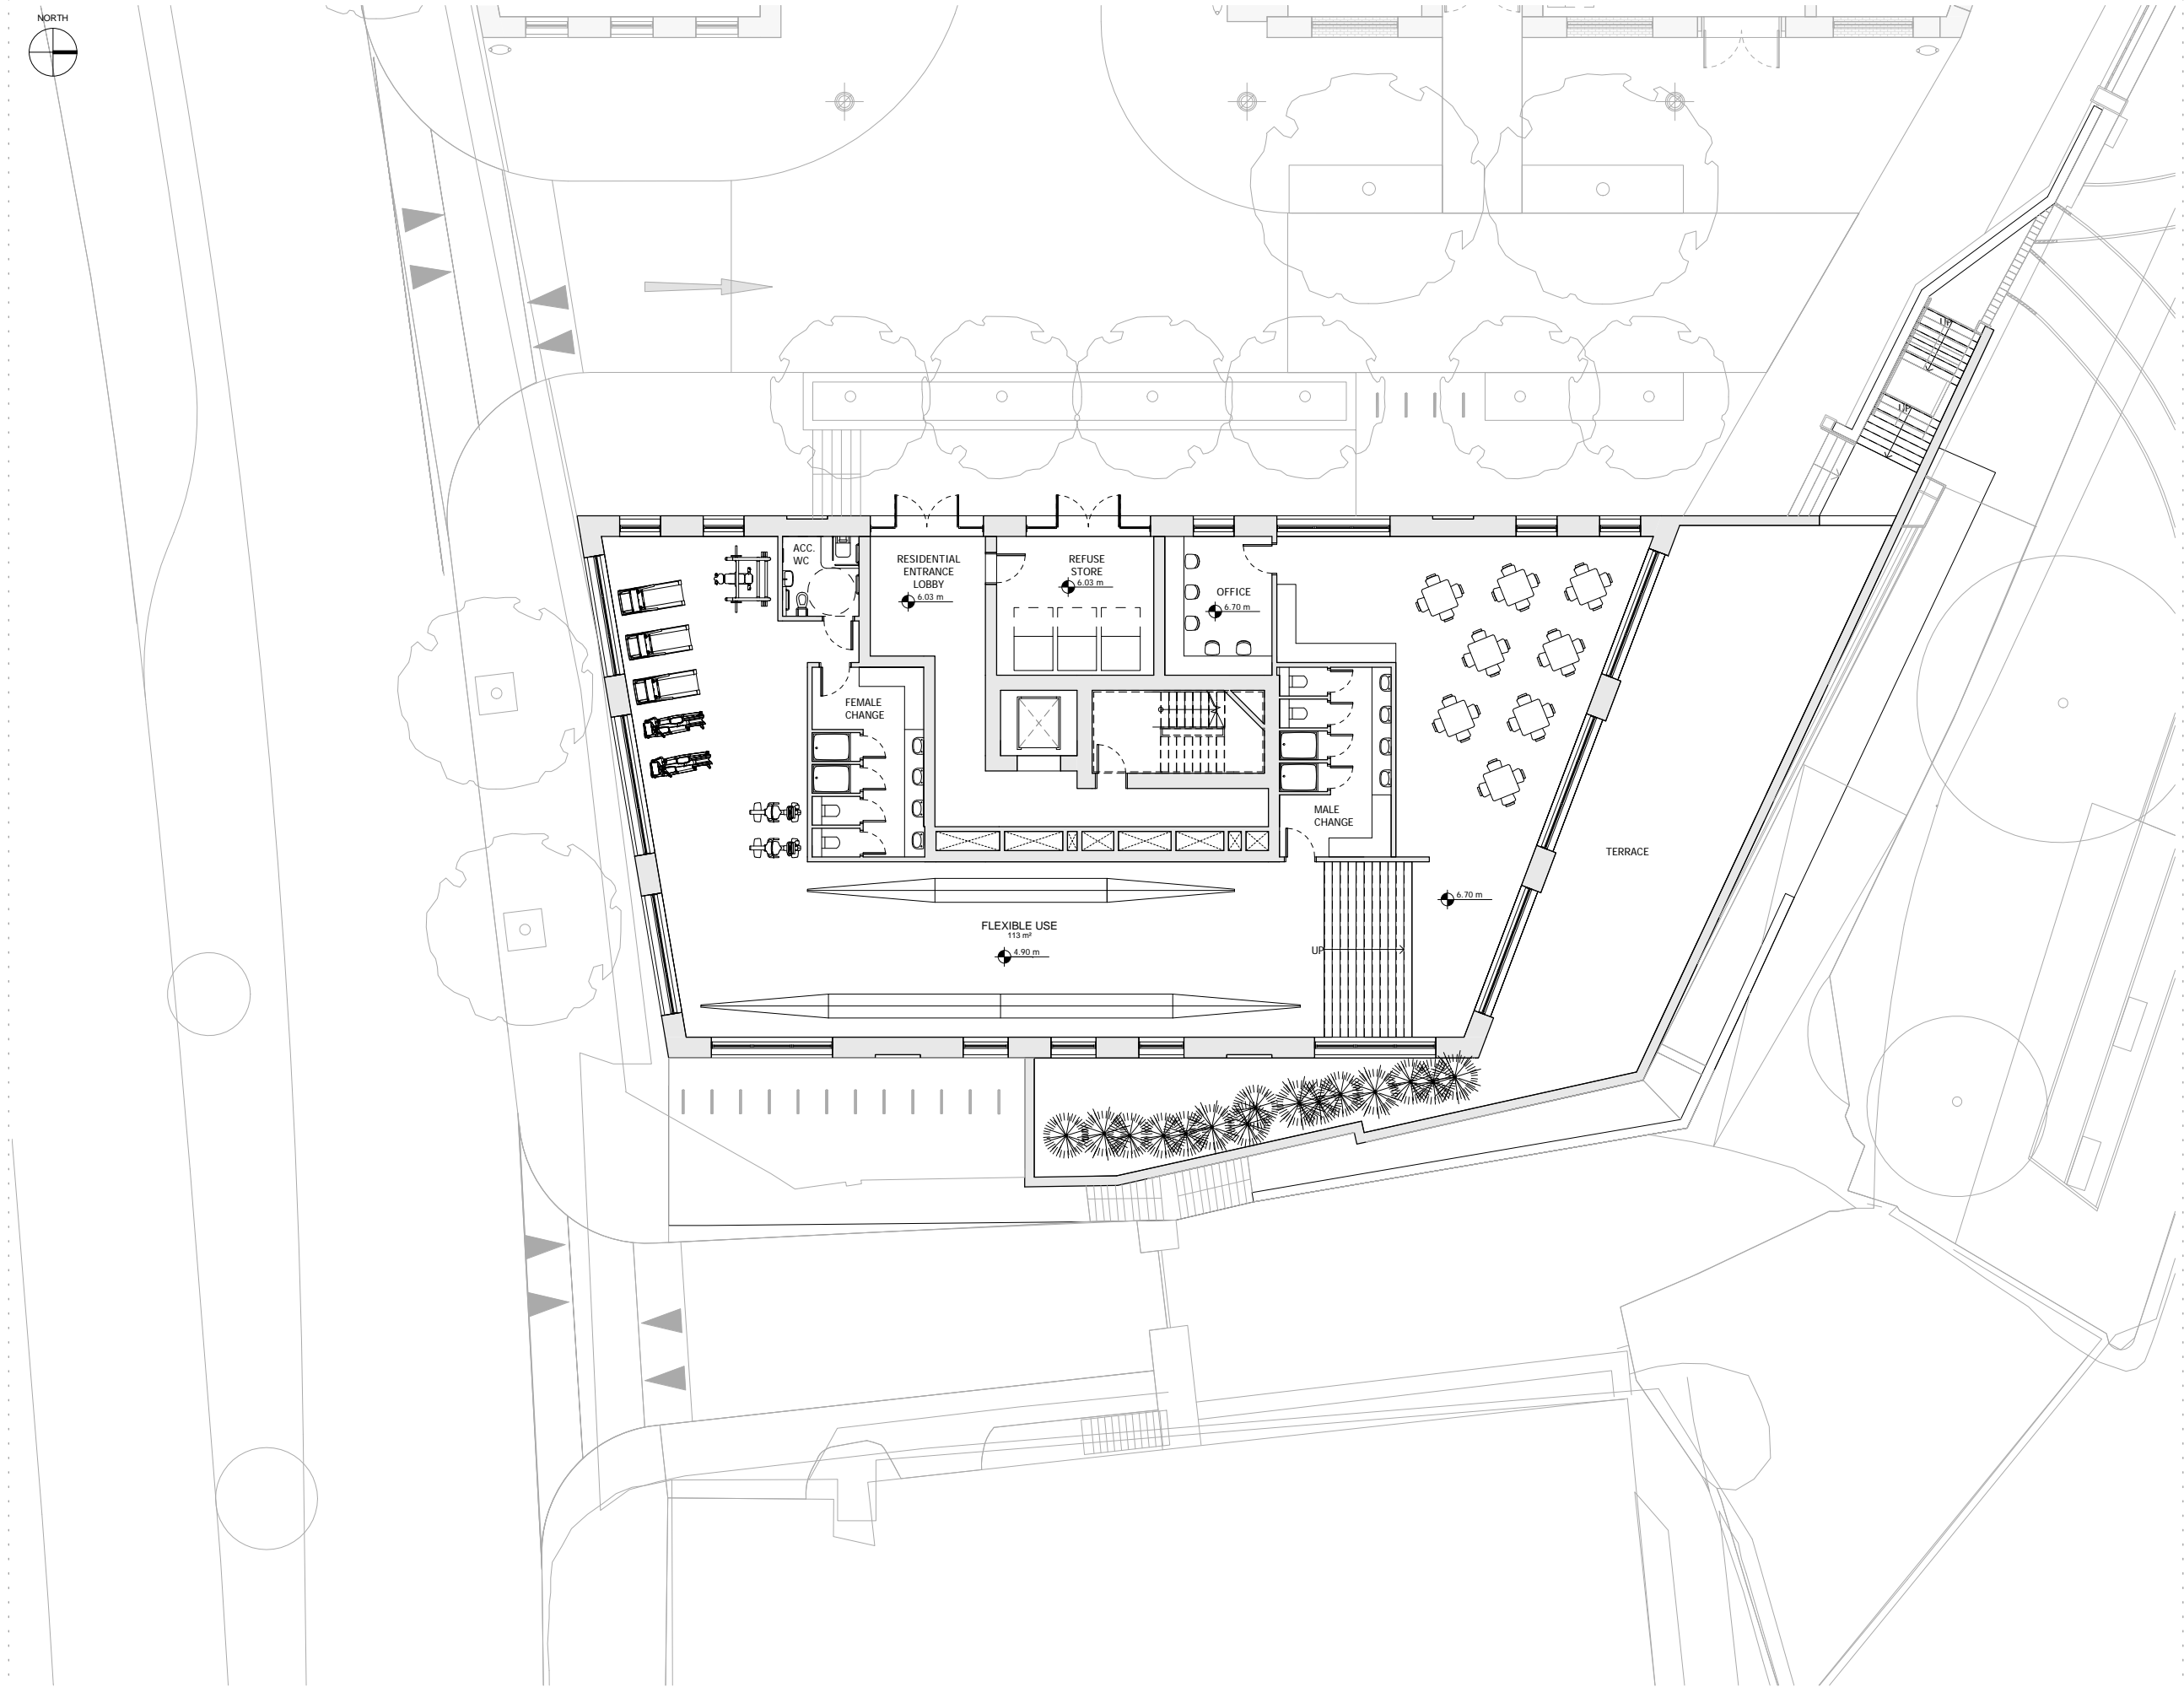 NORTH
UP
UP
ACC.
WC
RESIDENTIAL
ENTRANCE
LOBBY
6.03 m
REFUSE
STORE
6.03 m
OFFICE
6.70 m
FEMALE
CHANGE
MALE
CHANGE
TERRACE
6.70 m
FLEXIBLE USE
113 m²
4.90 m
UP